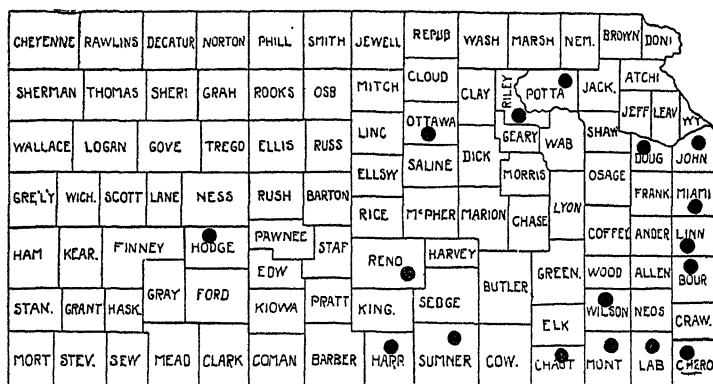 CHEYENNE RAWLINS DECATUR NORTON PHILL SMITH JEWELL REPUB WASH MARSH NEM. BROWN DONI
SHERMAN THOMAS SHERI GRAH ROOKS OSB MITCH CLOUD CLAY RILEY POTTA JACK. ATCHI
JEFF LEAV WY
WALLACE LOGAN GOVE TREGO ELLIS RUSS LINC OTTAWA GEARY WAB SHAW DOUG JOHN
ELLSW SALINE DICK MORRIS OSAGE
GRE'L'Y WICH. SCOTT LANE NESS RUSH BARTON RICE McPHER MARION CHASE LYON FRANK. MIAMI
HAM KEAR. FINNEY HODGE PAWNEE STAF RENO HARVEY COFFEE ANDER LINN
EDW BUTLER GREEN. WOOD ALLEN BOUR
STAN. GRANT HASK. GRAY FORD KIOWA PRATT KING. SEDGE ELK WILSON NEOS CRAW.
MORT STEV. SEW MEAD CLARK COMAN BARBER HARP SUMNER COW. CHAUT MONT LAB CHERO